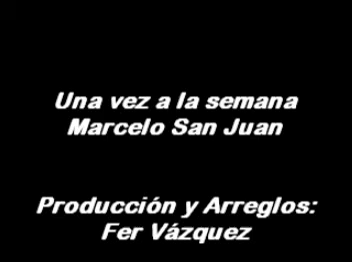 Una vez a la semana
Marcelo San Juan
Producción y Arreglos:
Fer Vázquez